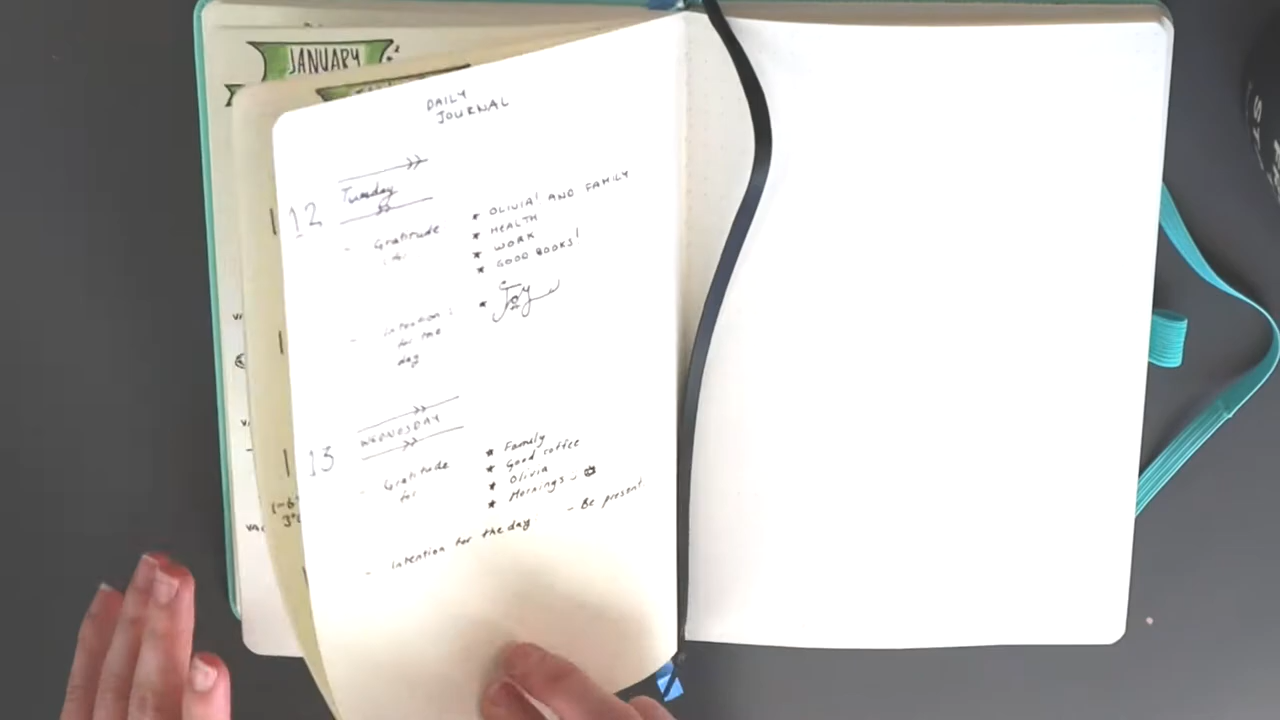 JANUARY
DAILY
JOURNAL
12
Tuesday
- Gratitude
* OLIVIA! AND FAMILY
* HEALTH
* WORK
* GOOD BOOKS!
- intention :
for the
day
* Joy
13
WEDNESDAY
- Gratitude
for
* Family
* Good coffee
* Olivia
* Mornings -
- intention for the day - Be present
ST